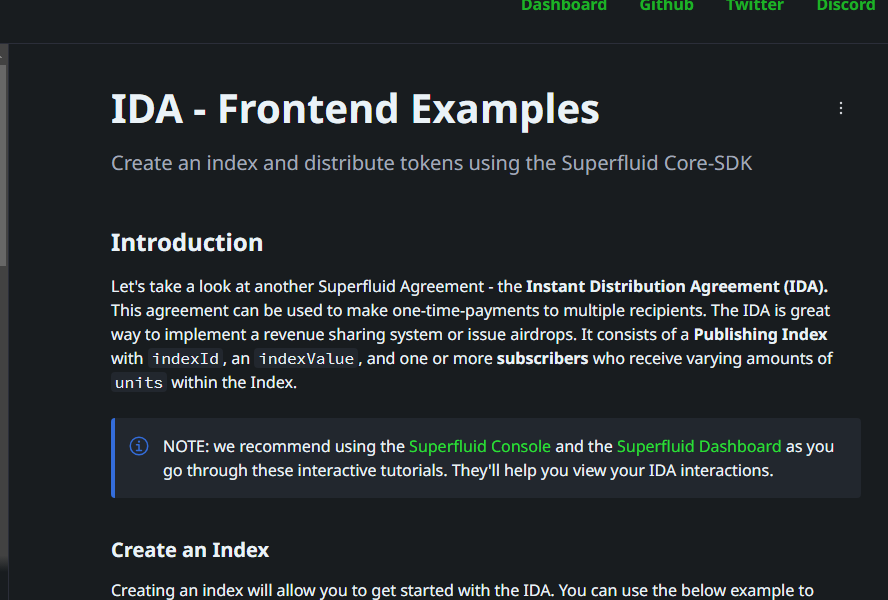 Dashboard Github Twitter Discord
IDA - Frontend Examples
Create an index and distribute tokens using the Superfluid Core-SDK
Introduction
Let's take a look at another Superfluid Agreement - the Instant Distribution Agreement (IDA).
This agreement can be used to make one-time-payments to multiple recipients. The IDA is great
way to implement a revenue sharing system or issue airdrops. It consists of a Publishing Index
with indexId, an indexValue, and one or more subscribers who receive varying amounts of
units within the Index.
NOTE: we recommend using the Superfluid Console and the Superfluid Dashboard as you
go through these interactive tutorials. They'll help you view your IDA interactions.
Create an Index
Creating an index will allow you to get started with the IDA. You can use the below example to